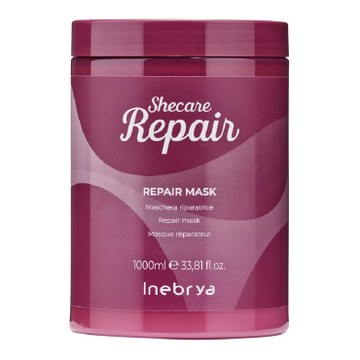 Shecare
Repair
REPAIR MASK
Maschera riparatrice
Repair mask
Masque réparateur
1000ml ℮ 33,81 fl.oz.
Inebrya